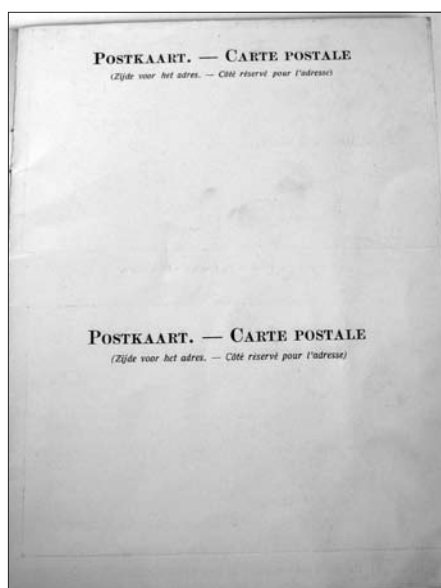 POSTKAART. — CARTE POSTALE
(Zijde voor het adres. — Côté réservé pour l'adresse)
POSTKAART. — CARTE POSTALE
(Zijde voor het adres. — Côté réservé pour l'adresse)